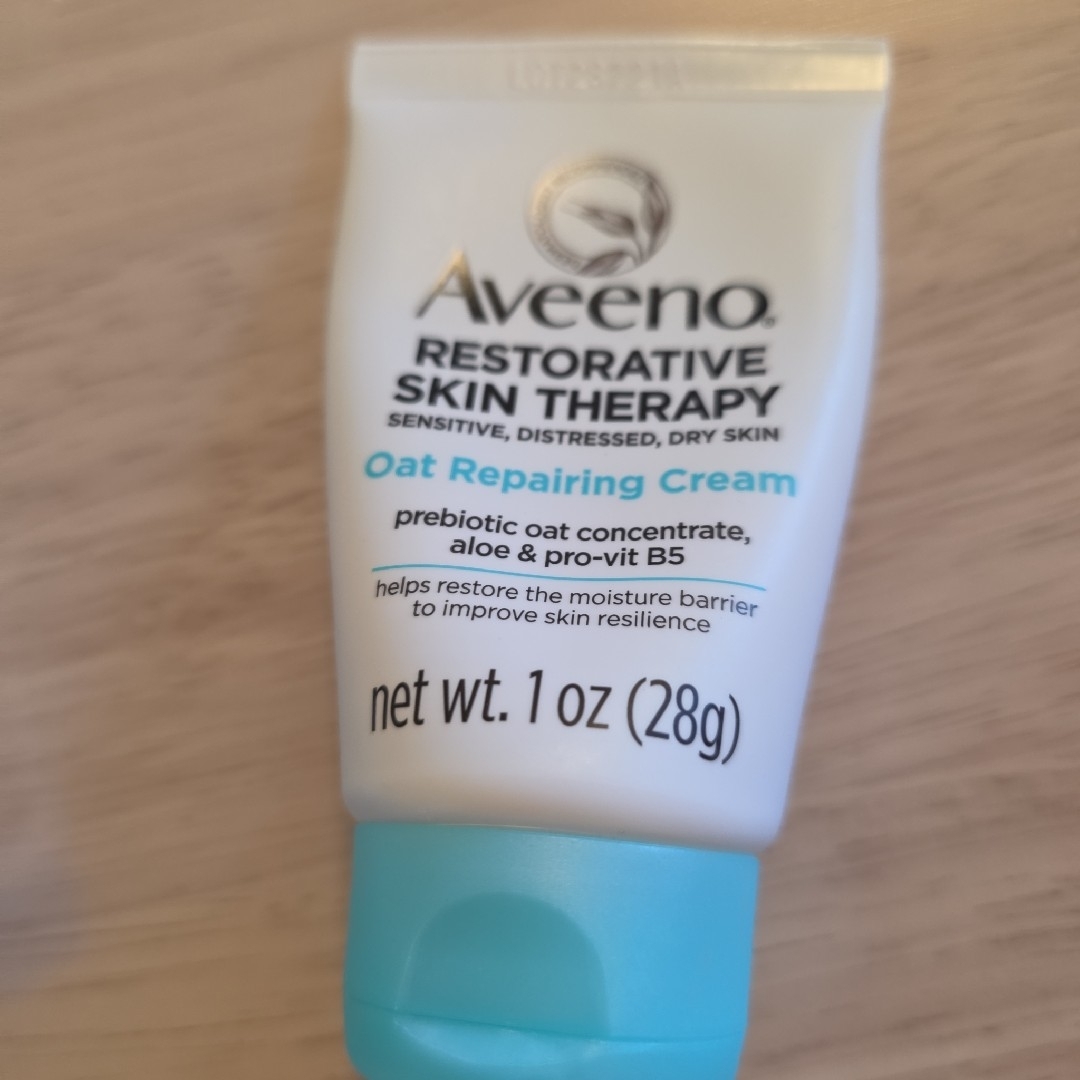 Aveeno®
RESTORATIVE
SKIN THERAPY
SENSITIVE, DISTRESSED, DRY SKIN
Oat Repairing Cream
prebiotic oat concentrate,
aloe & pro-vit B5
helps restore the moisture barrier
to improve skin resilience
net wt. 1 oz (28g)